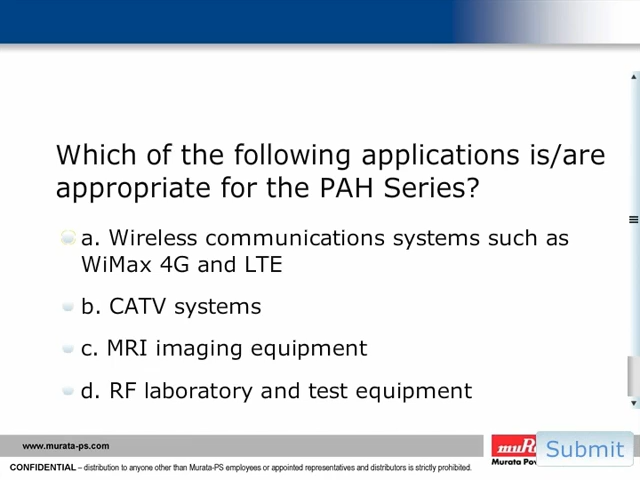 Which of the following applications is/are
appropriate for the PAH Series?
a. Wireless communications systems such as
WiMax 4G and LTE
b. CATV systems
c. MRI imaging equipment
d. RF laboratory and test equipment
www.murata-ps.com
Submit
CONFIDENTIAL – distribution to anyone other than Murata-PS employees or appointed representatives and distributors is strictly prohibited.